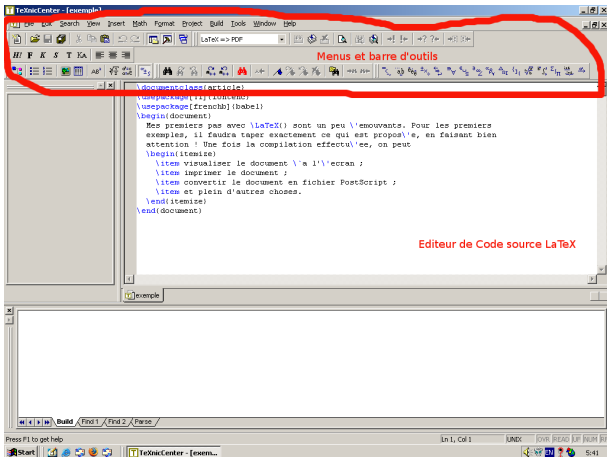 TeXnicCenter - [exemple]
Search View Insert Math Format Project Build Tools Window Help
LaTeX => PDF
Menus et barre d'outils
\documentclass{article}
\usepackage[frenchb]{babel}
\begin{document}
Mes premiers pas avec \LaTeX{} sont un peu \'emouvants. Pour les premiers
exemples, il faudra taper exactement ce qui est propos\'e, en faisant bien
attention ! Une fois la compilation effectu\'ee, on peut
\begin{itemize}
\item visualiser le document \`a l'\'ecran ;
\item imprimer le document ;
\item convertir le document en fichier PostScript ;
\item et plein d'autres choses.
\end{itemize}
\end{document}
Editeur de Code source LaTeX
exemple
Build Find 1 Find 2 Parse
Press F1 to get help
Ln 1, Col 1 UNIX OVR READ UF NUM
Start TeXnicCenter - [exem... EN 5:41